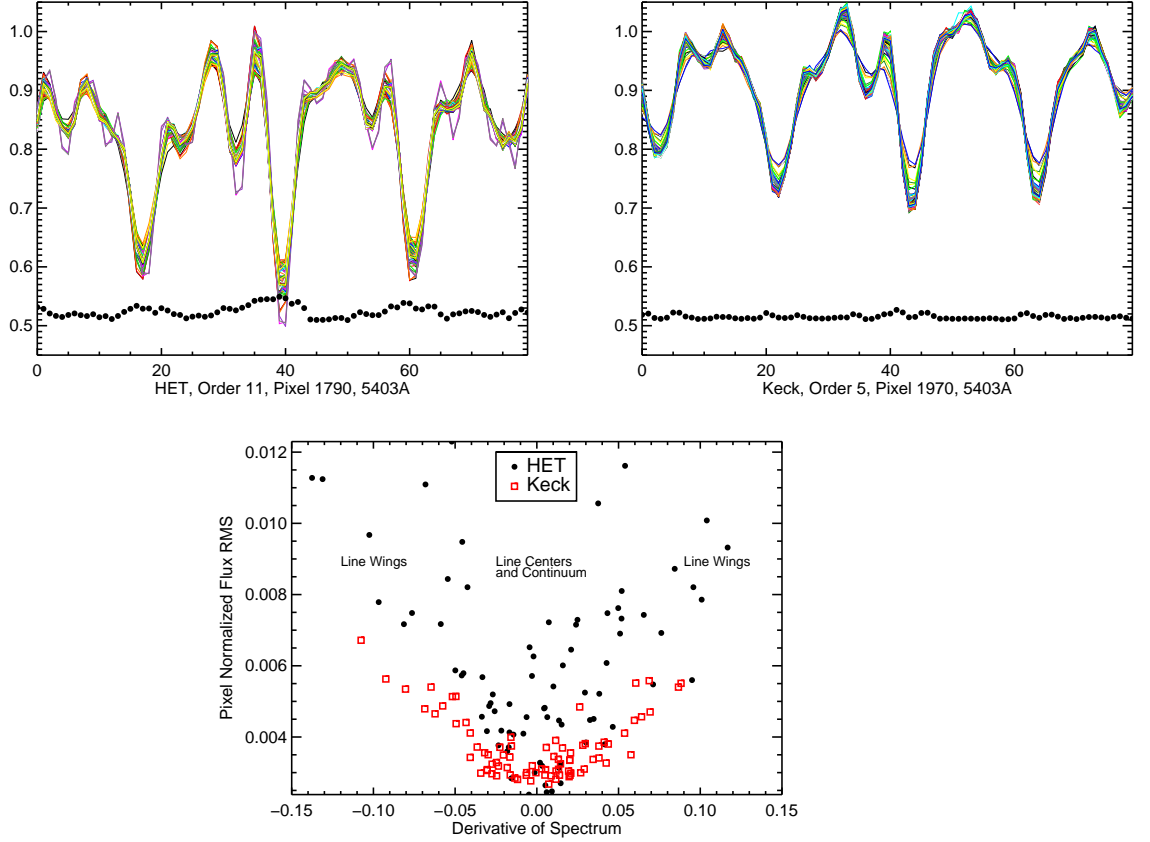 1.0
0.9
0.8
0.7
0.6
0.5
0 20 40 60
HET, Order 11, Pixel 1790, 5403A
1.0
0.9
0.8
0.7
0.6
0.5
0 20 40 60
Keck, Order 5, Pixel 1970, 5403A
0.012
0.010
0.008
0.006
0.004
Pixel Normalized Flux RMS
HET
Keck
Line Wings
Line Centers
and Continuum
Line Wings
−0.15 −0.10 −0.05 0.00 0.05 0.10 0.15
Derivative of Spectrum